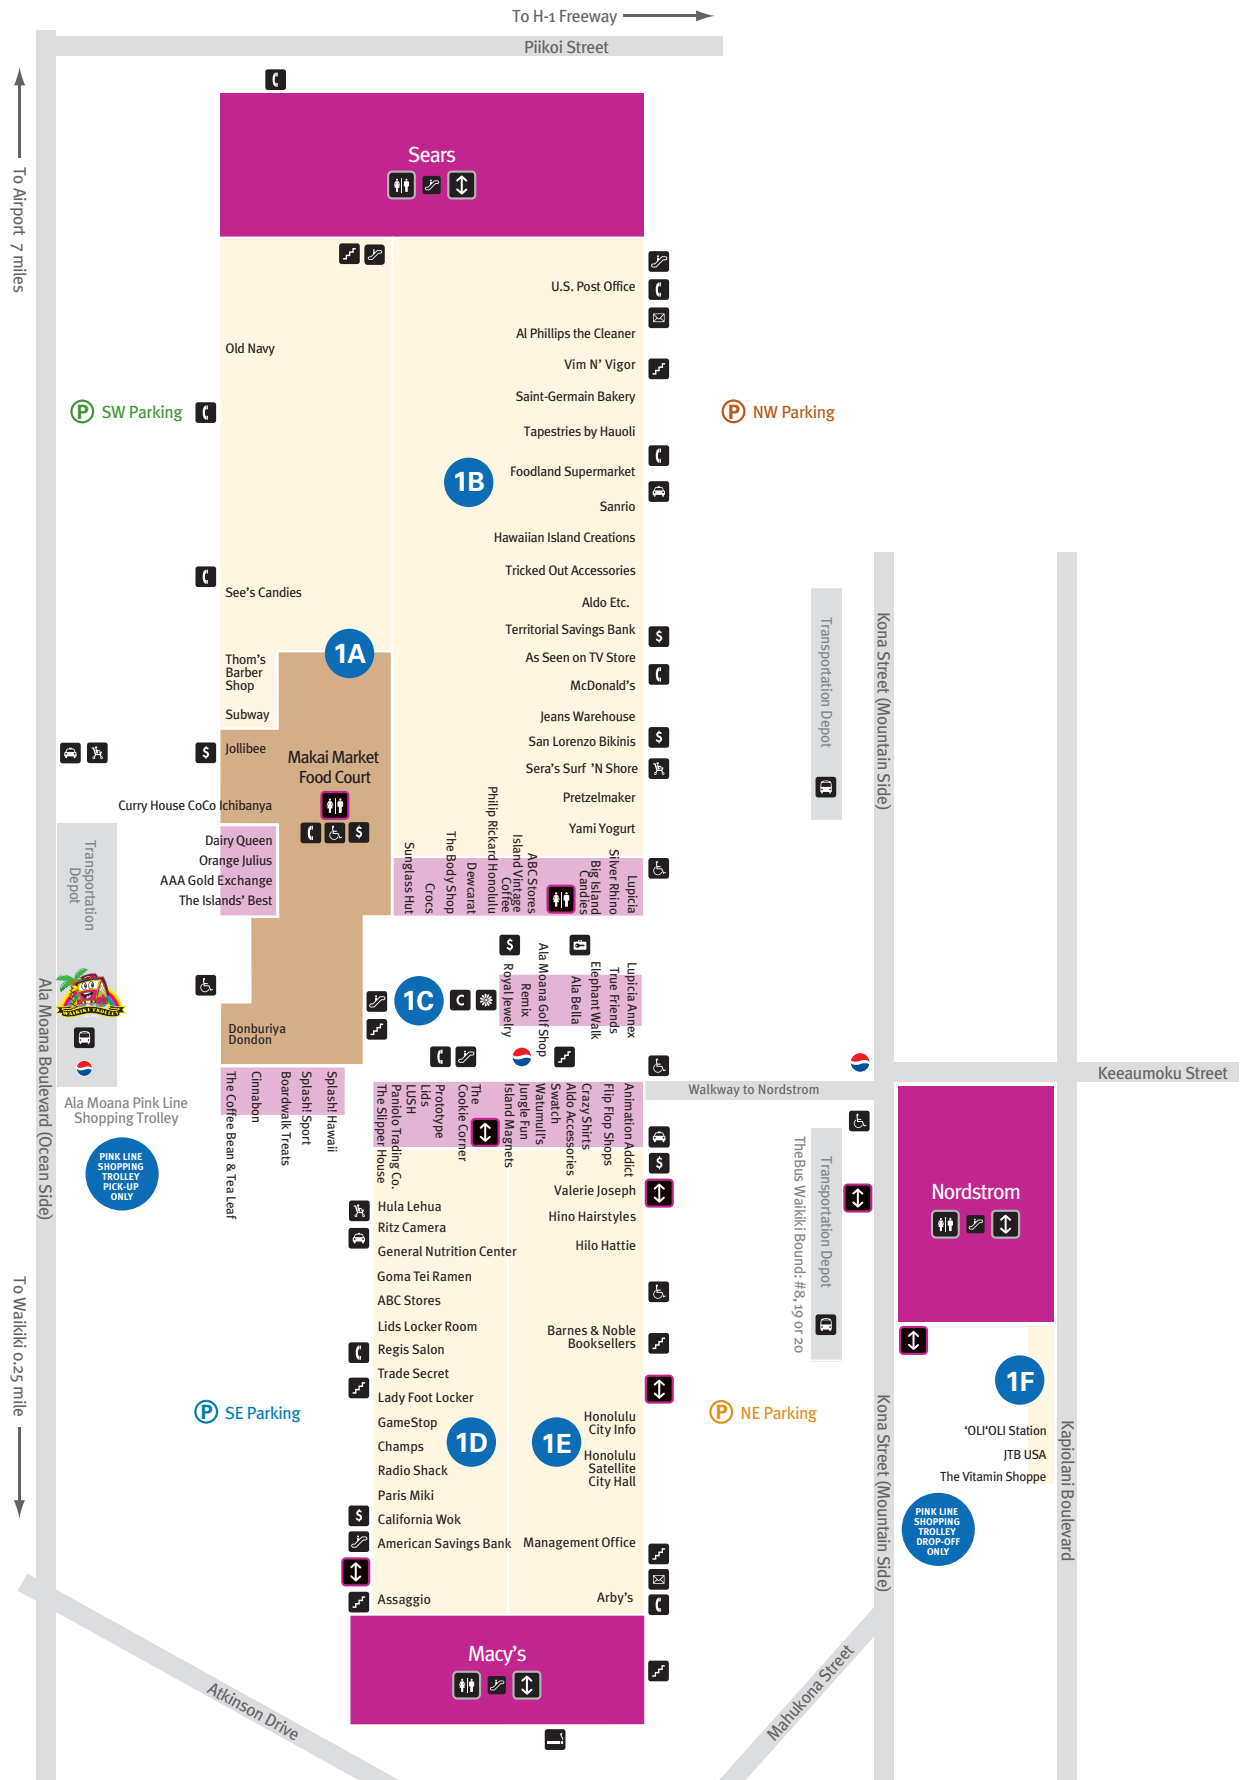 To H-1 Freeway
Piikoi Street
To Airport 7 miles
Sears
U.S. Post Office
Al Phillips the Cleaner
Old Navy
Vim N' Vigor
Saint-Germain Bakery
P SW Parking
P NW Parking
Tapestries by Hauoli
1B
Foodland Supermarket
Sanrio
Hawaiian Island Creations
Tricked Out Accessories
See's Candies
Aldo Etc.
Territorial Savings Bank
1A
As Seen on TV Store
Thom's
Barber
Shop
McDonald's
Subway
Jeans Warehouse
$
Jollibee
San Lorenzo Bikinis
$
$
Makai Market
Food Court
Sera's Surf 'N Shore
Pretzelmaker
Curry House CoCo Ichibanya
Yami Yogurt
$
Dairy Queen
Orange Julius
AAA Gold Exchange
The Islands' Best
Sunglass Hut
Crocs
The Body Shop
Dewcarat
Philip Rickard Honolulu
Island Vintage
Coffee
ABC Stores
Big Island
Candies
Silver Rhino
Lupicia
Transportation
Depot
Transportation Depot
Kona Street (Mountain Side)
$
1C
C
Royal Jewelry
Remix
Ala Moana Golf Shop
Ala Bella
Elephant Walk
True Friends
Lupicia Annex
WAIKIKI TROLLEY
Donburiya
Dondon
Ala Moana Boulevard (Ocean Side)
Keeaumoku Street
Walkway to Nordstrom
Ala Moana Pink Line
Shopping Trolley
PINK LINE
SHOPPING
TROLLEY
PICK-UP
ONLY
The Coffee Bean & Tea Leaf
Cinnabon
Boardwalk Treats
Splash! Sport
Splash! Hawaii
The Slipper House
Paniolo Trading Co.
LUSH
Lids
Prototype
The
Cookie Corner
Island Magnets
Jungle Fun
Watumull's
Swatch
Aldo Accessories
Crazy Shirts
Flip Flop Shops
Animation Addict
$
Valerie Joseph
Hula Lehua
Hino Hairstyles
Ritz Camera
Hilo Hattie
General Nutrition Center
Goma Tei Ramen
ABC Stores
Lids Locker Room
Barnes & Noble
Booksellers
Regis Salon
Trade Secret
Lady Foot Locker
TheBus Waikiki Bound: #8, 19 or 20
Transportation Depot
Nordstrom
To Waikiki 0.25 mile
P SE Parking
P NE Parking
GameStop
Champs
1D
1E
Honolulu
City Info
Radio Shack
Honolulu
Satellite
City Hall
Paris Miki
$
California Wok
American Savings Bank
Management Office
Assaggio
Arby's
1F
'OLI'OLI Station
JTB USA
The Vitamin Shoppe
PINK LINE
SHOPPING
TROLLEY
DROP-OFF
ONLY
Kona Street (Mountain Side)
Kapiolani Boulevard
Macy's
Atkinson Drive
Mahukona Street